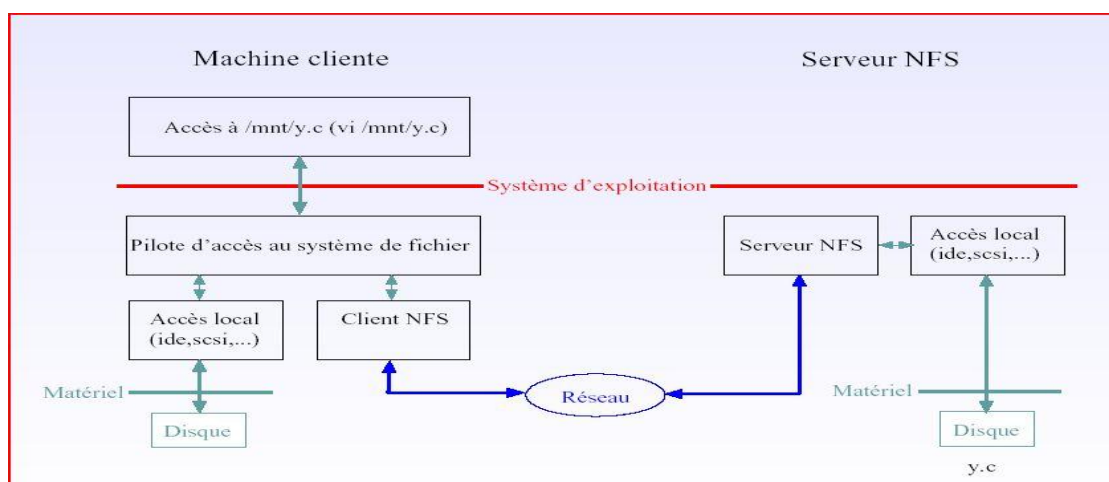 Machine cliente
Serveur NFS
Accès à /mnt/y.c (vi /mnt/y.c)
Système d'exploitation
Pilote d'accès au système de fichier
Serveur NFS
Accès local
(ide,scsi,...)
Accès local
(ide,scsi,...)
Client NFS
Matériel
Réseau
Matériel
Disque
Disque
y.c